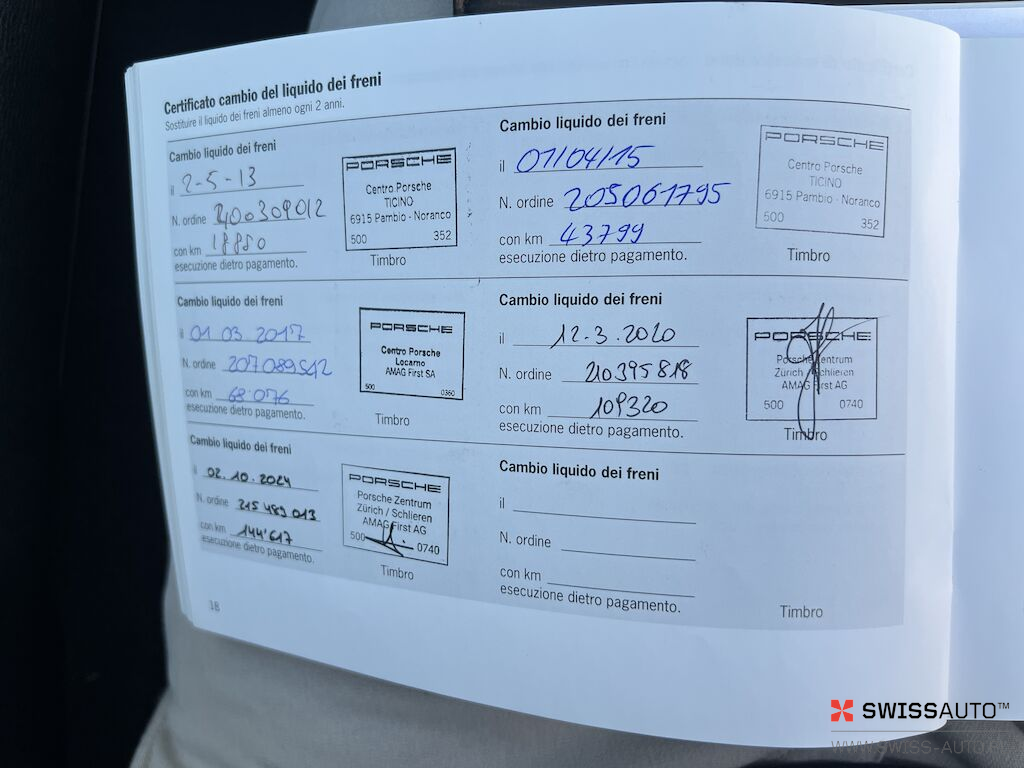 Certificato cambio del liquido dei freni
Sostituire il liquido dei freni almeno ogni 2 anni.
Cambio liquido dei freni
il 2-5-13
N. ordine 200309012
con km 18850
esecuzione dietro pagamento.
PORSCHE
Centro Porsche
TICINO
6915 Pambio - Noranco
500 352
Timbro
Cambio liquido dei freni
il 01/04/15
N. ordine 205061795
con km 43799
esecuzione dietro pagamento.
PORSCHE
Centro Porsche
TICINO
6915 Pambio - Noranco
500 352
Timbro
Cambio liquido dei freni
il 01 03 2017
N. ordine 207089512
con km 68.076
esecuzione dietro pagamento.
PORSCHE
Centro Porsche
Locarno
AMAG First SA
500 0360
Timbro
Cambio liquido dei freni
il 12.3.2020
N. ordine 210395818
con km 109320
esecuzione dietro pagamento.
PORSCHE
Porsche Zentrum
Zürich / Schlieren
AMAG First AG
500 0740
Timbro
Cambio liquido dei freni
il 02.10.2024
N. ordine 215489013
con km 144'617
esecuzione dietro pagamento.
PORSCHE
Porsche Zentrum
Zürich / Schlieren
AMAG First AG
500 0740
Timbro
Cambio liquido dei freni
il
N. ordine
con km
esecuzione dietro pagamento.
Timbro
18
SWISSAUTO™